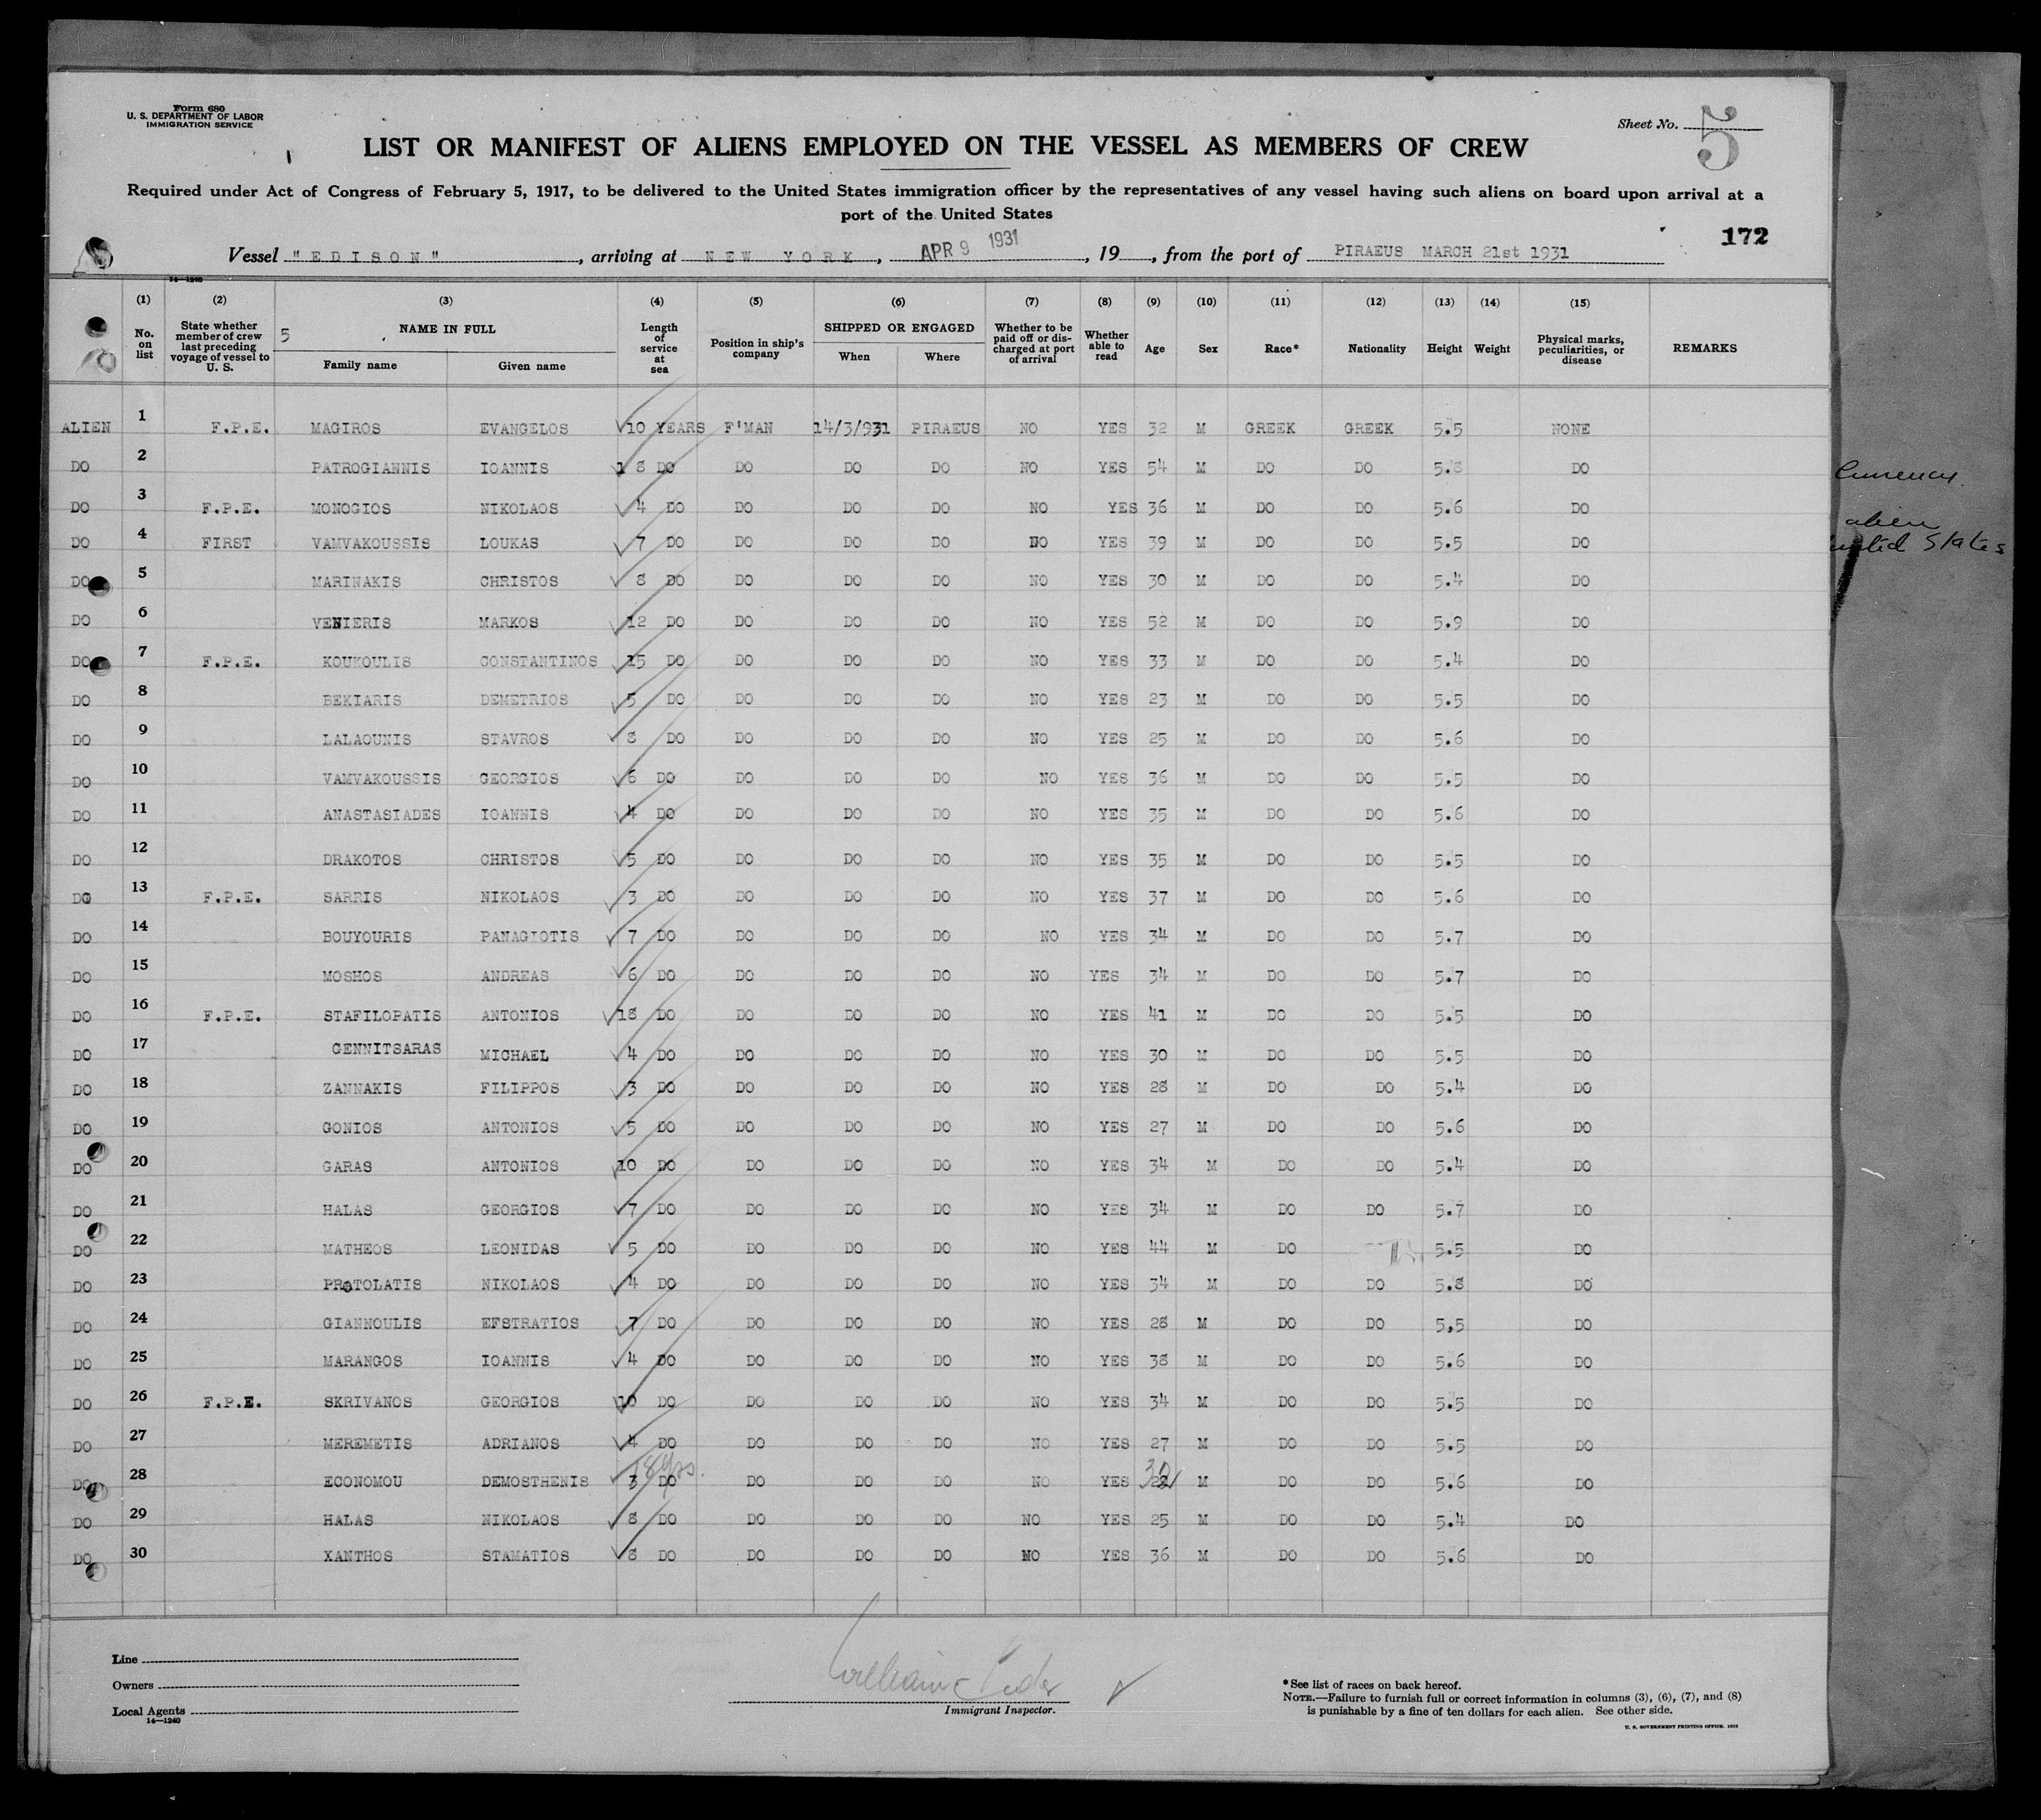 Form 680
U. S. DEPARTMENT OF LABOR
IMMIGRATION SERVICE
Sheet No. 5
LIST OR MANIFEST OF ALIENS EMPLOYED ON THE VESSEL AS MEMBERS OF CREW
Required under Act of Congress of February 5, 1917, to be delivered to the United States immigration officer by the representatives of any vessel having such aliens on board upon arrival at a
port of the United States
172
Vessel "EDISON", arriving at NEW YORK, APR 9 1931, 19 , from the port of PIRAEUS MARCH 21st 1931
14—1240
(1) (2) (3) (4) (5) (6) (7) (8) (9) (10) (11) (12) (13) (14) (15)
No. on list State whether member of crew last preceding voyage of vessel to U. S. 5 NAME IN FULL Family name Given name Length of service at sea Position in ship's company SHIPPED OR ENGAGED When Where Whether to be paid off or discharged at port of arrival Whether able to read Age Sex Race* Nationality Height Weight Physical marks, peculiarities, or disease REMARKS
ALIEN 1 F.P.E. MAGIROS EVANGELOS 10 YEARS F'MAN 14/3/931 PIRAEUS NO YES 32 M GREEK GREEK 5.5 NONE
DO 2 PATROGIANNIS IOANNIS 18 DO DO DO DO NO YES 54 M DO DO 5.8 DO
DO 3 F.P.E. MONOGIOS NIKOLAOS 4 DO DO DO DO NO YES 36 M DO DO 5.6 DO
DO 4 FIRST VAMVAKOUSSIS LOUKAS 7 DO DO DO DO NO YES 39 M DO DO 5.5 DO
DO 5 MARINAKIS CHRISTOS 8 DO DO DO DO NO YES 30 M DO DO 5.4 DO
DO 6 VENIERIS MARKOS 12 DO DO DO DO NO YES 52 M DO DO 5.9 DO
DO 7 F.P.E. KOUKOULIS CONSTANTINOS 15 DO DO DO DO NO YES 33 M DO DO 5.4 DO
DO 8 BEKIARIS DEMETRIOS 5 DO DO DO DO NO YES 23 M DO DO 5.5 DO
DO 9 LALAOUNIS STAVROS 8 DO DO DO DO NO YES 25 M DO DO 5.6 DO
DO 10 VAMVAKOUSSIS GEORGIOS 6 DO DO DO DO NO YES 36 M DO DO 5.5 DO
DO 11 ANASTASIADES IOANNIS 4 DO DO DO DO NO YES 35 M DO DO 5.6 DO
DO 12 DRAKOTOS CHRISTOS 5 DO DO DO DO NO YES 35 M DO DO 5.5 DO
DO 13 F.P.E. SARRIS NIKOLAOS 3 DO DO DO DO NO YES 37 M DO DO 5.6 DO
DO 14 BOUYOURIS PANAGIOTIS 7 DO DO DO DO NO YES 34 M DO DO 5.7 DO
DO 15 MOSHOS ANDREAS 6 DO DO DO DO NO YES 34 M DO DO 5.7 DO
DO 16 F.P.E. STAFILOPATIS ANTONIOS 18 DO DO DO DO NO YES 41 M DO DO 5.5 DO
DO 17 GENNITSARAS MICHAEL 4 DO DO DO DO NO YES 30 M DO DO 5.5 DO
DO 18 ZANNAKIS FILIPPOS 3 DO DO DO DO NO YES 28 M DO DO 5.4 DO
DO 19 GONIOS ANTONIOS 5 DO DO DO DO NO YES 27 M DO DO 5.6 DO
DO 20 GARAS ANTONIOS 10 DO DO DO DO NO YES 34 M DO DO 5.4 DO
DO 21 HALAS GEORGIOS 7 DO DO DO DO NO YES 34 M DO DO 5.7 DO
DO 22 MATHEOS LEONIDAS 5 DO DO DO DO NO YES 44 M DO 5.5 DO
DO 23 PROTOLATIS NIKOLAOS 4 DO DO DO DO NO YES 34 M DO DO 5.8 DO
DO 24 GIANNOULIS EFSTRATIOS 7 DO DO DO DO NO YES 28 M DO DO 5,5 DO
DO 25 MARANGOS IOANNIS 4 DO DO DO DO NO YES 38 M DO DO 5.6 DO
DO 26 F.P.E. SKRIVANOS GEORGIOS 10 DO DO DO DO NO YES 34 M DO DO 5.5 DO
DO 27 MEREMETIS ADRIANOS 4 DO DO DO DO NO YES 27 M DO DO 5.5 DO
DO 28 ECONOMOU DEMOSTHENIS 3 DO 18 yrs. DO DO DO NO YES 32 M DO DO 5.6 DO
DO 29 HALAS NIKOLAOS 8 DO DO DO DO NO YES 25 M DO DO 5.4 DO
DO 30 XANTHOS STAMATIOS 8 DO DO DO DO NO YES 36 M DO DO 5.6 DO
alien
States
Line
Owners
Local Agents
14—1240
William
Immigrant Inspector.
*See list of races on back hereof.
NOTE.—Failure to furnish full or correct information in columns (3), (6), (7), and (8)
is punishable by a fine of ten dollars for each alien. See other side.
U. S. GOVERNMENT PRINTING OFFICE.